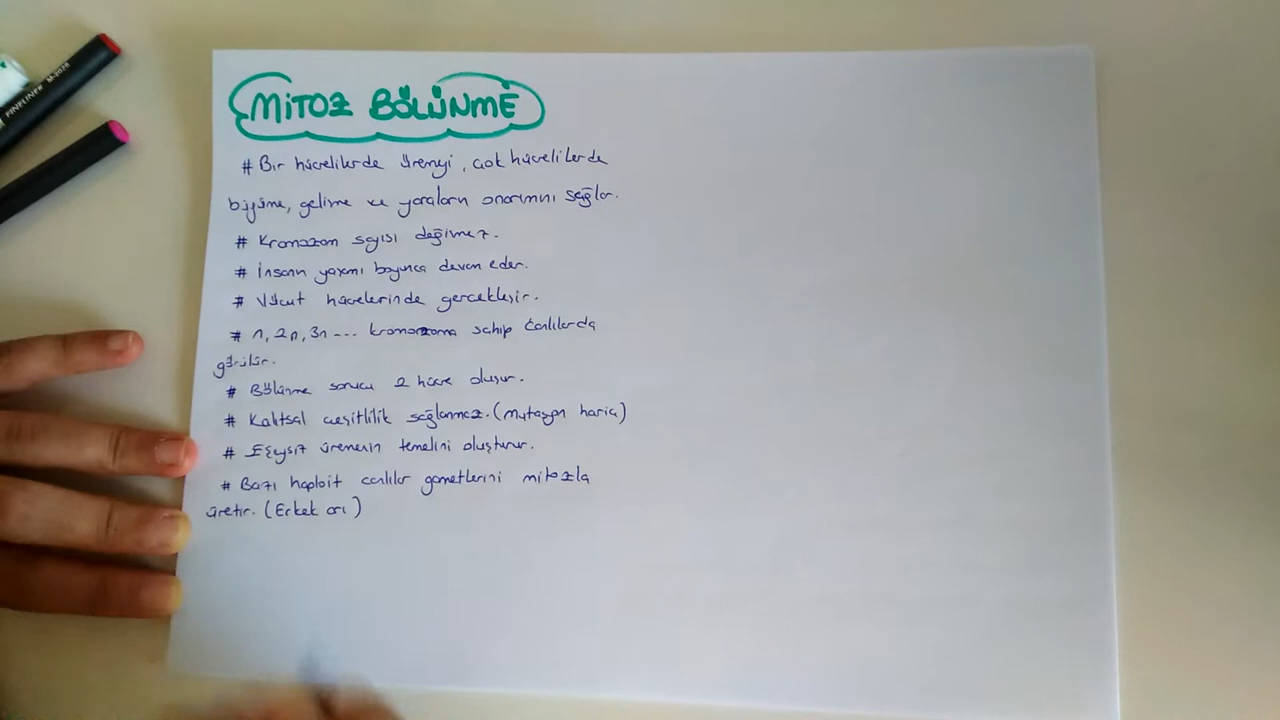 MİTOZ BÖLÜNME
# Bir hücrelilerde üremeyi, çok hücrelilerde
büyüme, gelişme ve yaraların onarımını sağlar.
# Kromozom sayısı değişmez.
# İnsanın yaşamı boyunca devam eder.
# Vücut hücrelerinde gerçekleşir.
# n, 2n, 3n --- kromozoma sahip canlılarda
görülür.
# Bölünme sonucu 2 hücre oluşur.
# Kalıtsal çeşitlilik sağlanmaz. (Mutasyon hariç)
# Eşeysiz üremenin temelini oluşturur.
# Bazı haploit canlılar gametlerini mitozla
üretir. (Erkek arı)
FINELINER M-2026